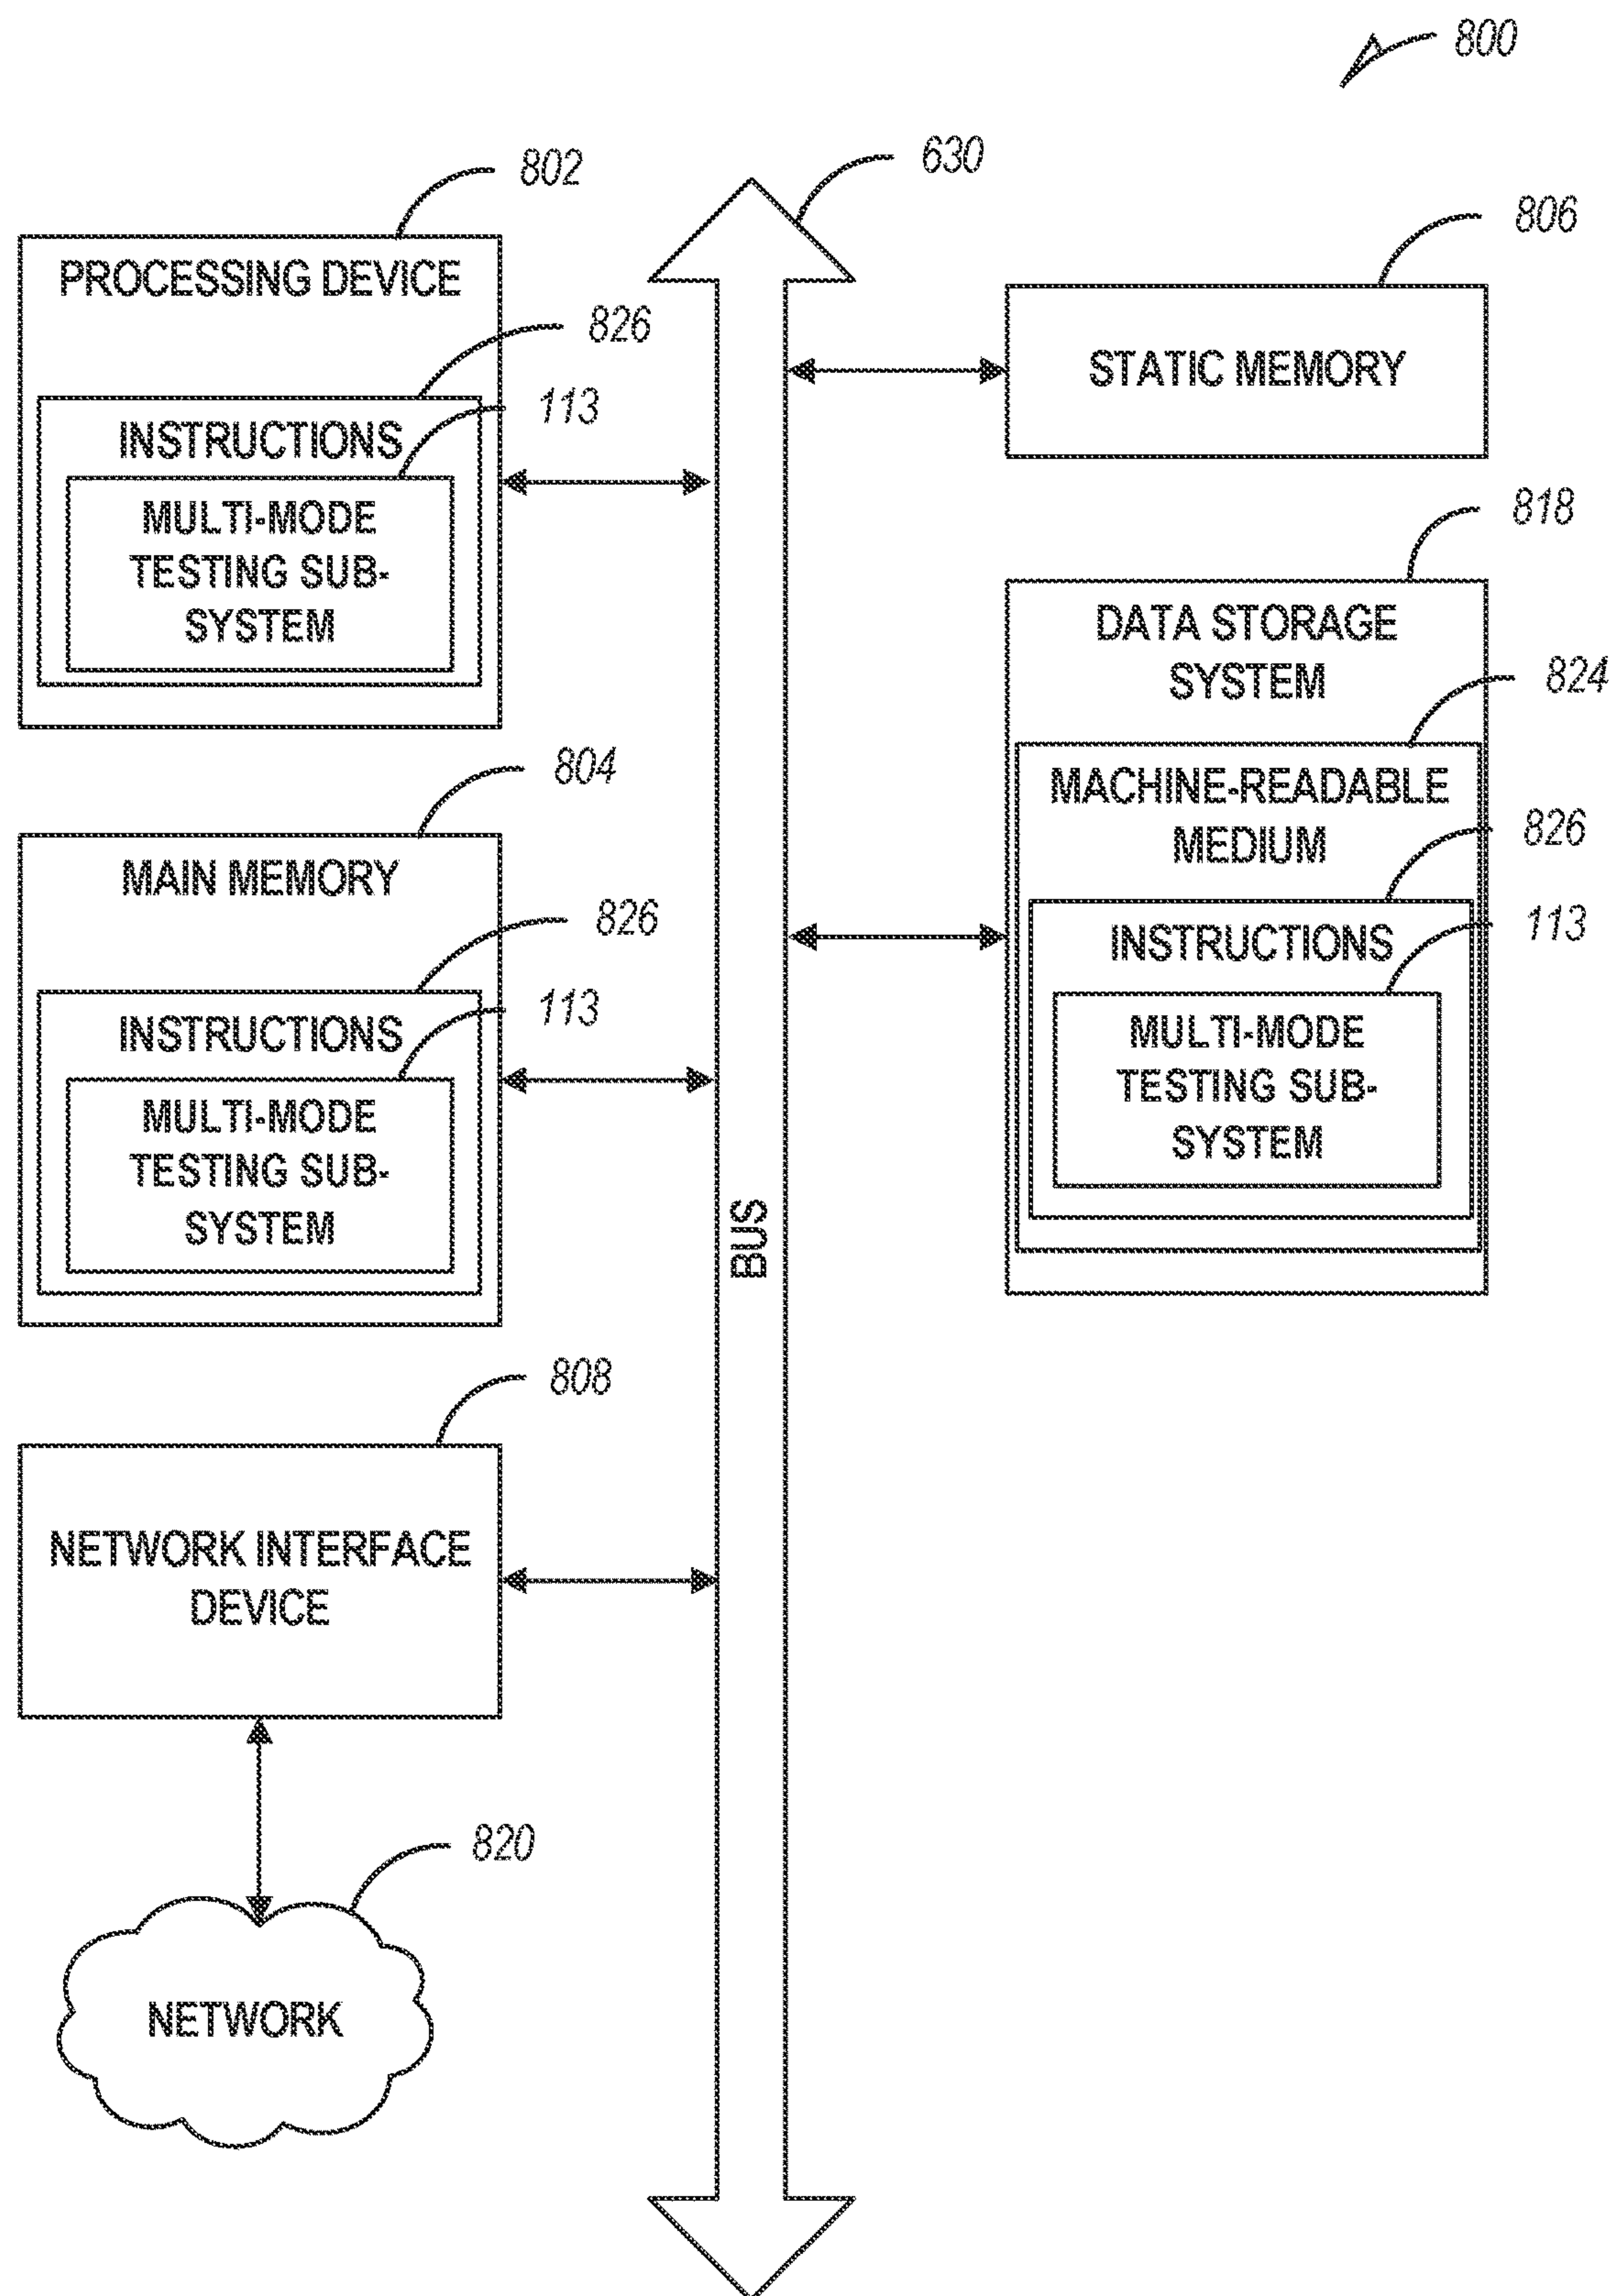 800
802
PROCESSING DEVICE
826
INSTRUCTIONS
113
MULTI-MODE
TESTING SUB-
SYSTEM
804
MAIN MEMORY
826
INSTRUCTIONS
113
MULTI-MODE
TESTING SUB-
SYSTEM
808
NETWORK INTERFACE
DEVICE
820
NETWORK
630
BUS
806
STATIC MEMORY
818
DATA STORAGE
SYSTEM
824
MACHINE-READABLE
MEDIUM
826
INSTRUCTIONS
113
MULTI-MODE
TESTING SUB-
SYSTEM